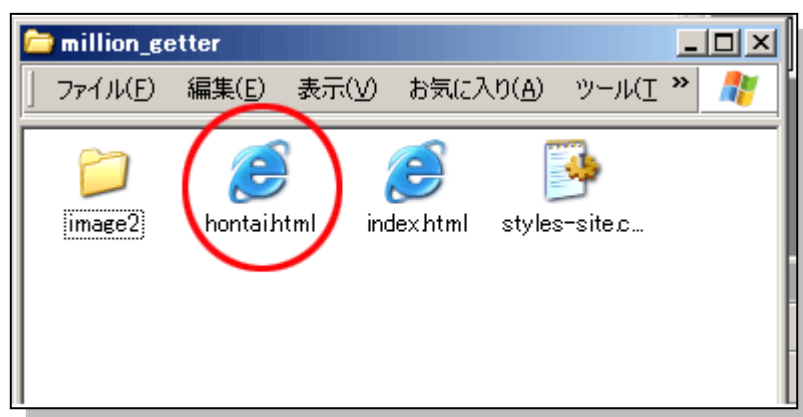 million_getter
ファイル(F) 編集(E) 表示(V) お気に入り(A) ツール(T »
image2 hontai.html index.html styles-site.c...